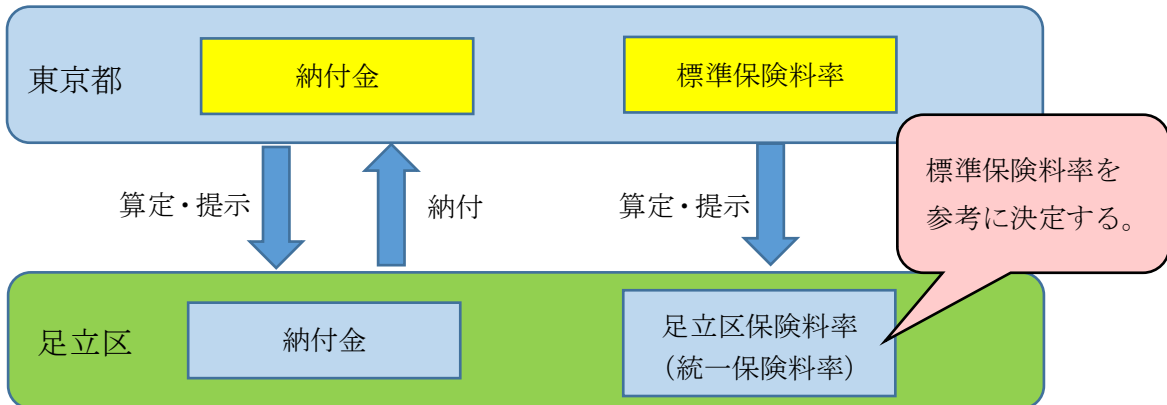 東京都
納付金
標準保険料率
算定・提示
納付
算定・提示
標準保険料率を
参考に決定する。
足立区
納付金
足立区保険料率
(統一保険料率)